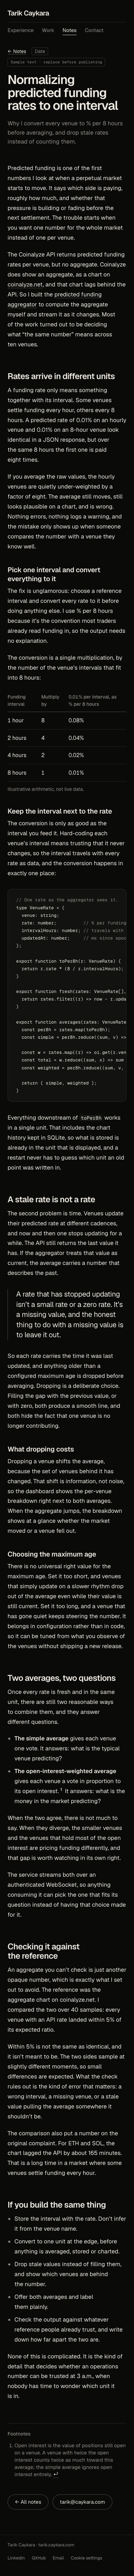 Tarik Caykara
Experience Work Notes Contact
← Notes Date
Sample text · replace before publishing
Normalizing
predicted funding
rates to one interval
Why I convert every venue to % per 8 hours
before averaging, and drop stale rates
instead of counting them.
Predicted funding is one of the first
numbers I look at when a perpetual market
starts to move. It says which side is paying,
roughly how much, and whether that
pressure is building or fading before the
next settlement. The trouble starts when
you want one number for the whole market
instead of one per venue.
The Coinalyze API returns predicted funding
rates per venue, but no aggregate. Coinalyze
does show an aggregate, as a chart on
coinalyze.net, and that chart lags behind the
API. So I built the predicted funding
aggregator to compute the aggregate
myself and stream it as it changes. Most
of the work turned out to be deciding
what “the same number” means across
ten venues.
Rates arrive in different units
A funding rate only means something
together with its interval. Some venues
settle funding every hour, others every 8
hours. A predicted rate of 0.01% on an hourly
venue and 0.01% on an 8-hour venue look
identical in a JSON response, but over
the same 8 hours the first one is paid
eight times.
If you average the raw values, the hourly
venues are quietly under-weighted by a
factor of eight. The average still moves, still
looks plausible on a chart, and is wrong.
Nothing errors, nothing logs a warning, and
the mistake only shows up when someone
compares the number with a venue they
know well.
Pick one interval and convert
everything to it
The fix is unglamorous: choose a reference
interval and convert every rate to it before
doing anything else. I use % per 8 hours
because it’s the convention most traders
already read funding in, so the output needs
no explanation.
The conversion is a single multiplication, by
the number of the venue’s intervals that fit
into 8 hours:
Funding interval Multiply by 0.01% per interval, as % per 8 hours
1 hour 8 0.08%
2 hours 4 0.04%
4 hours 2 0.02%
8 hours 1 0.01%
Illustrative arithmetic, not live data.
Keep the interval next to the rate
The conversion is only as good as the
interval you feed it. Hard-coding each
venue’s interval means trusting that it never
changes, so the interval travels with every
rate as data, and the conversion happens in
exactly one place:
// One rate as the aggregator sees it.
type VenueRate = {
venue: string;
rate: number; // % per funding
intervalHours: number; // travels with
updatedAt: number; // ms since epoc
};
export function toPer8h(r: VenueRate):
return r.rate * (8 / r.intervalHours);
}
export function fresh(rates: VenueRate[],
return rates.filter((r) => now - r.upda
}
export function averages(rates: VenueRate
const per8h = rates.map(toPer8h);
const simple = per8h.reduce((sum, v) =>
const w = rates.map((r) => oi.get(r.ven
const total = w.reduce((sum, x) => sum
const weighted = per8h.reduce((sum, v,
return { simple, weighted };
}
Everything downstream of toPer8h works
in a single unit. That includes the chart
history kept in SQLite, so what is stored is
already in the unit that is displayed, and a
restart never has to guess which unit an old
point was written in.
A stale rate is not a rate
The second problem is time. Venues update
their predicted rate at different cadences,
and now and then one stops updating for a
while. The API still returns the last value it
had. If the aggregator treats that value as
current, the average carries a number that
describes the past.
A rate that has stopped updating
isn’t a small rate or a zero rate. It’s
a missing value, and the honest
thing to do with a missing value is
to leave it out.
So each rate carries the time it was last
updated, and anything older than a
configured maximum age is dropped before
averaging. Dropping is a deliberate choice.
Filling the gap with the previous value, or
with zero, both produce a smooth line, and
both hide the fact that one venue is no
longer contributing.
What dropping costs
Dropping a venue shifts the average,
because the set of venues behind it has
changed. That shift is information, not noise,
so the dashboard shows the per-venue
breakdown right next to both averages.
When the aggregate jumps, the breakdown
shows at a glance whether the market
moved or a venue fell out.
Choosing the maximum age
There is no universal right value for the
maximum age. Set it too short, and venues
that simply update on a slower rhythm drop
out of the average even while their value is
current. Set it too long, and a venue that
has gone quiet keeps steering the number. It
belongs in configuration rather than in code,
so it can be tuned from what you observe on
the venues without shipping a new release.
Two averages, two questions
Once every rate is fresh and in the same
unit, there are still two reasonable ways
to combine them, and they answer
different questions.
• The simple average gives each venue
one vote. It answers: what is the typical
venue predicting?
• The open-interest-weighted average
gives each venue a vote in proportion to
its open interest.1 It answers: what is the
money in the market predicting?
When the two agree, there is not much to
say. When they diverge, the smaller venues
and the venues that hold most of the open
interest are pricing funding differently, and
that gap is worth watching in its own right.
The service streams both over an
authenticated WebSocket, so anything
consuming it can pick the one that fits its
question instead of having that choice made
for it.
Checking it against
the reference
An aggregate you can’t check is just another
opaque number, which is exactly what I set
out to avoid. The reference was the
aggregate chart on coinalyze.net. I
compared the two over 40 samples: every
venue with an API rate landed within 5% of
its expected ratio.
Within 5% is not the same as identical, and
it isn’t meant to be. The two sides sample at
slightly different moments, so small
differences are expected. What the check
rules out is the kind of error that matters: a
wrong interval on one venue, or a stale
value pulling the average somewhere it
shouldn’t be.
The comparison also put a number on the
original complaint. For ETH and SOL, the
chart lagged the API by about 165 minutes.
That is a long time in a market where some
venues settle funding every hour.
If you build the same thing
• Store the interval with the rate. Don’t infer
it from the venue name.
• Convert to one unit at the edge, before
anything is averaged, stored or charted.
• Drop stale values instead of filling them,
and show which venues are behind
the number.
• Offer both averages and label
them plainly.
• Check the output against whatever
reference people already trust, and write
down how far apart the two are.
None of this is complicated. It is the kind of
detail that decides whether an operations
number can be trusted at 3 a.m., when
nobody has time to wonder which unit it
is in.
Footnotes
1. Open interest is the value of positions still open
on a venue. A venue with twice the open
interest counts twice as much toward this
average; the simple average ignores open
interest entirely. ↩
← All notes tarik@caykara.com
Tarik Caykara · tarik.caykara.com
LinkedIn GitHub Email Cookie settings